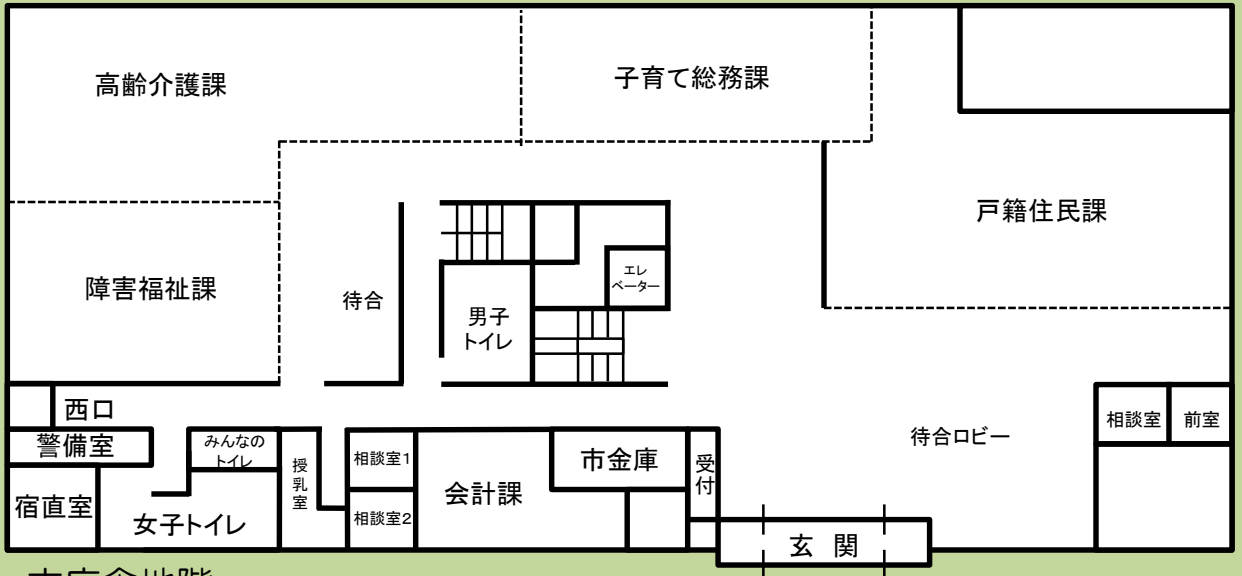 高齢介護課
子育て総務課
戸籍住民課
障害福祉課
待合
エレ
ベーター
男子
トイレ
西口
警備室
みんなの
トイレ
授乳室
相談室1
相談室2
会計課
市金庫
受付
待合ロビー
相談室
前室
宿直室
女子トイレ
玄 関